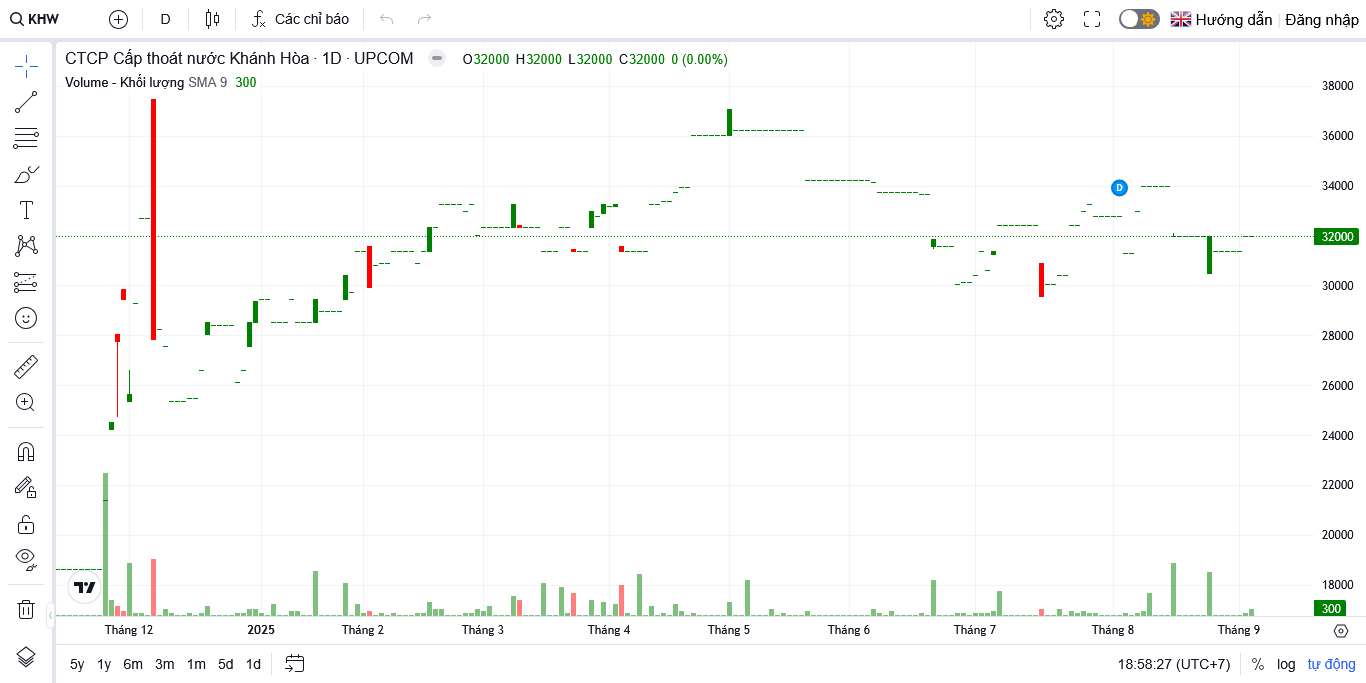 KHW D Các chỉ báo Hướng dẫn Đăng nhập
CTCP Cấp thoát nước Khánh Hòa · 1D · UPCOM O32000 H32000 L32000 C32000 0 (0.00%)
Volume - Khối lượng SMA 9 300
38000
36000
34000
D
32000
30000
28000
26000
24000
22000
20000
18000
300
Tháng 12 2025 Tháng 2 Tháng 3 Tháng 4 Tháng 5 Tháng 6 Tháng 7 Tháng 8 Tháng 9
5y 1y 6m 3m 1m 5d 1d 18:58:27 (UTC+7) % log tự động